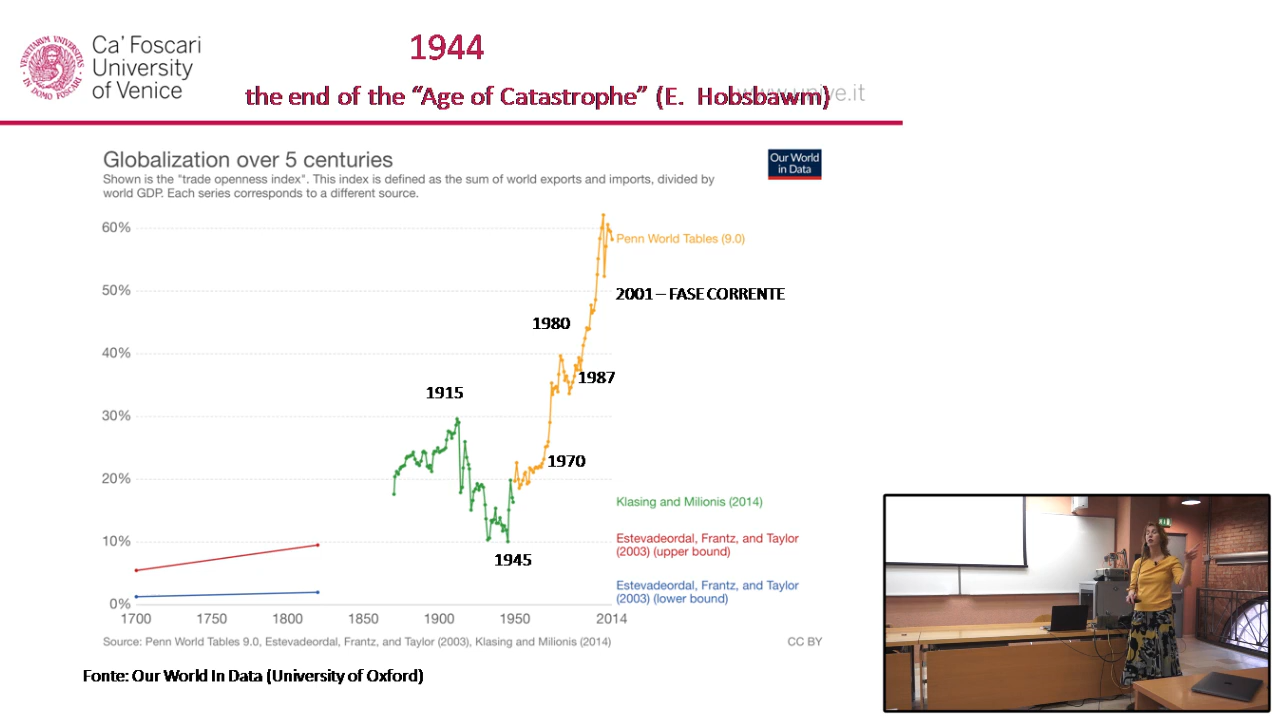 Ca' Foscari
University
of Venice
1944
the end of the “Age of Catastrophe” (E. Hobsbawm)
www.unive.it
Globalization over 5 centuries
Shown is the "trade openness index". This index is defined as the sum of world exports and imports, divided by
world GDP. Each series corresponds to a different source.
Our World
in Data
60%
50%
40%
30%
20%
10%
0%
1700
1750
1800
1850
1900
1950
2014
Penn World Tables (9.0)
2001 – FASE CORRENTE
1980
1987
1915
1970
Klasing and Milionis (2014)
Estevadeordal, Frantz, and Taylor
(2003) (upper bound)
1945
Estevadeordal, Frantz, and Taylor
(2003) (lower bound)
Source: Penn World Tables 9.0, Estevadeordal, Frantz, and Taylor (2003), Klasing and Milionis (2014)
CC BY
Fonte: Our World In Data (University of Oxford)